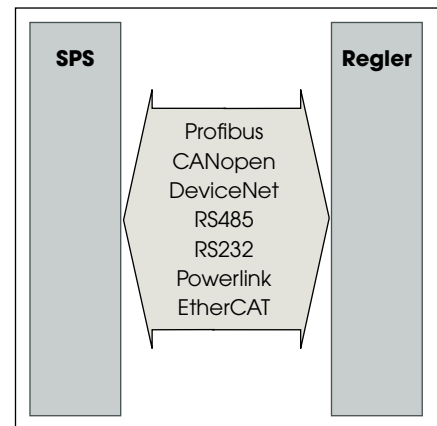 SPS
Regler
Profibus
CANopen
DeviceNet
RS485
RS232
Powerlink
EtherCAT